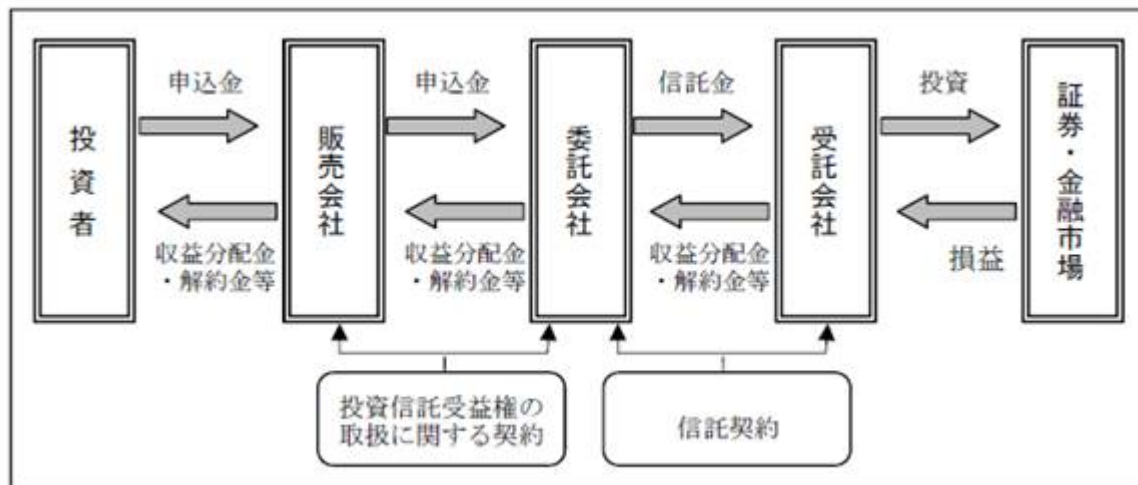 投資者
申込金
収益分配金
・解約金等
販売会社
申込金
収益分配金
・解約金等
委託会社
信託金
収益分配金
・解約金等
受託会社
投資
損益
証券・金融市場
投資信託受益権の
取扱に関する契約
信託契約